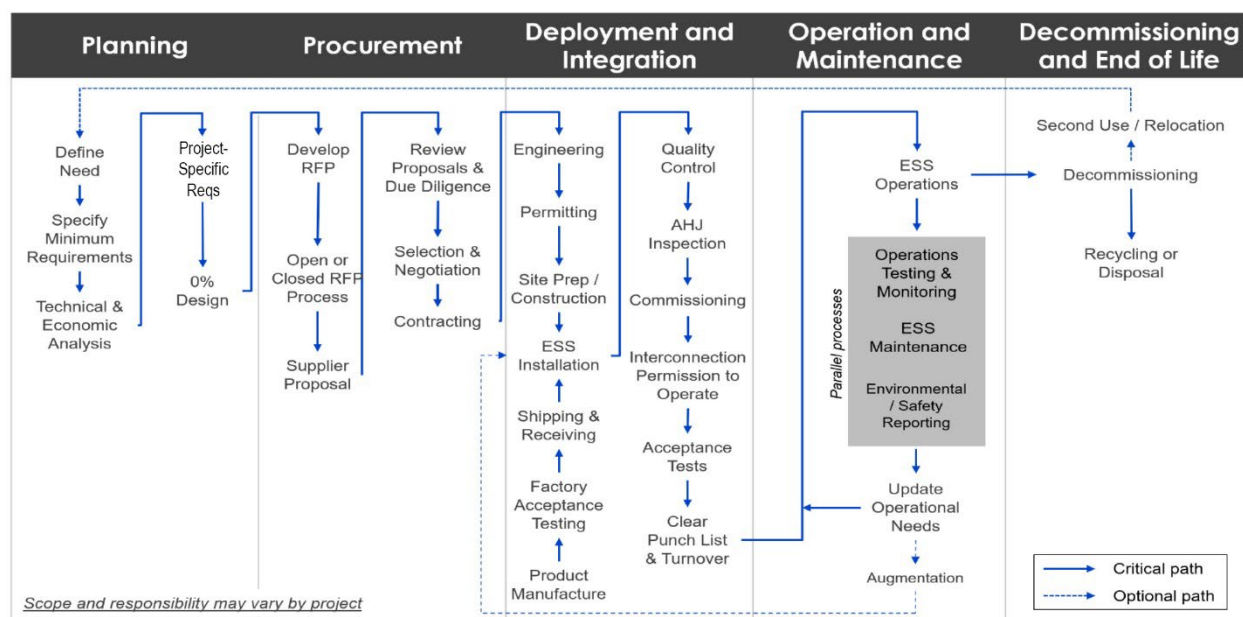 Planning
Procurement
Deployment and
Integration
Operation and
Maintenance
Decommissioning
and End of Life
Define
Need
Specify
Minimum
Requirements
Technical &
Economic
Analysis
Project-
Specific
Reqs
0%
Design
Develop
RFP
Open or
Closed RFP
Process
Supplier
Proposal
Review
Proposals &
Due Diligence
Selection &
Negotiation
Contracting
Engineering
Permitting
Site Prep /
Construction
ESS
Installation
Shipping &
Receiving
Factory
Acceptance
Testing
Product
Manufacture
Quality
Control
AHJ
Inspection
Commissioning
Interconnection
Permission to
Operate
Acceptance
Tests
Clear
Punch List
& Turnover
ESS
Operations
Parallel processes
Operations
Testing &
Monitoring
ESS
Maintenance
Environmental
/ Safety
Reporting
Update
Operational
Needs
Augmentation
Second Use / Relocation
Decommissioning
Recycling or
Disposal
Critical path
Optional path
Scope and responsibility may vary by project